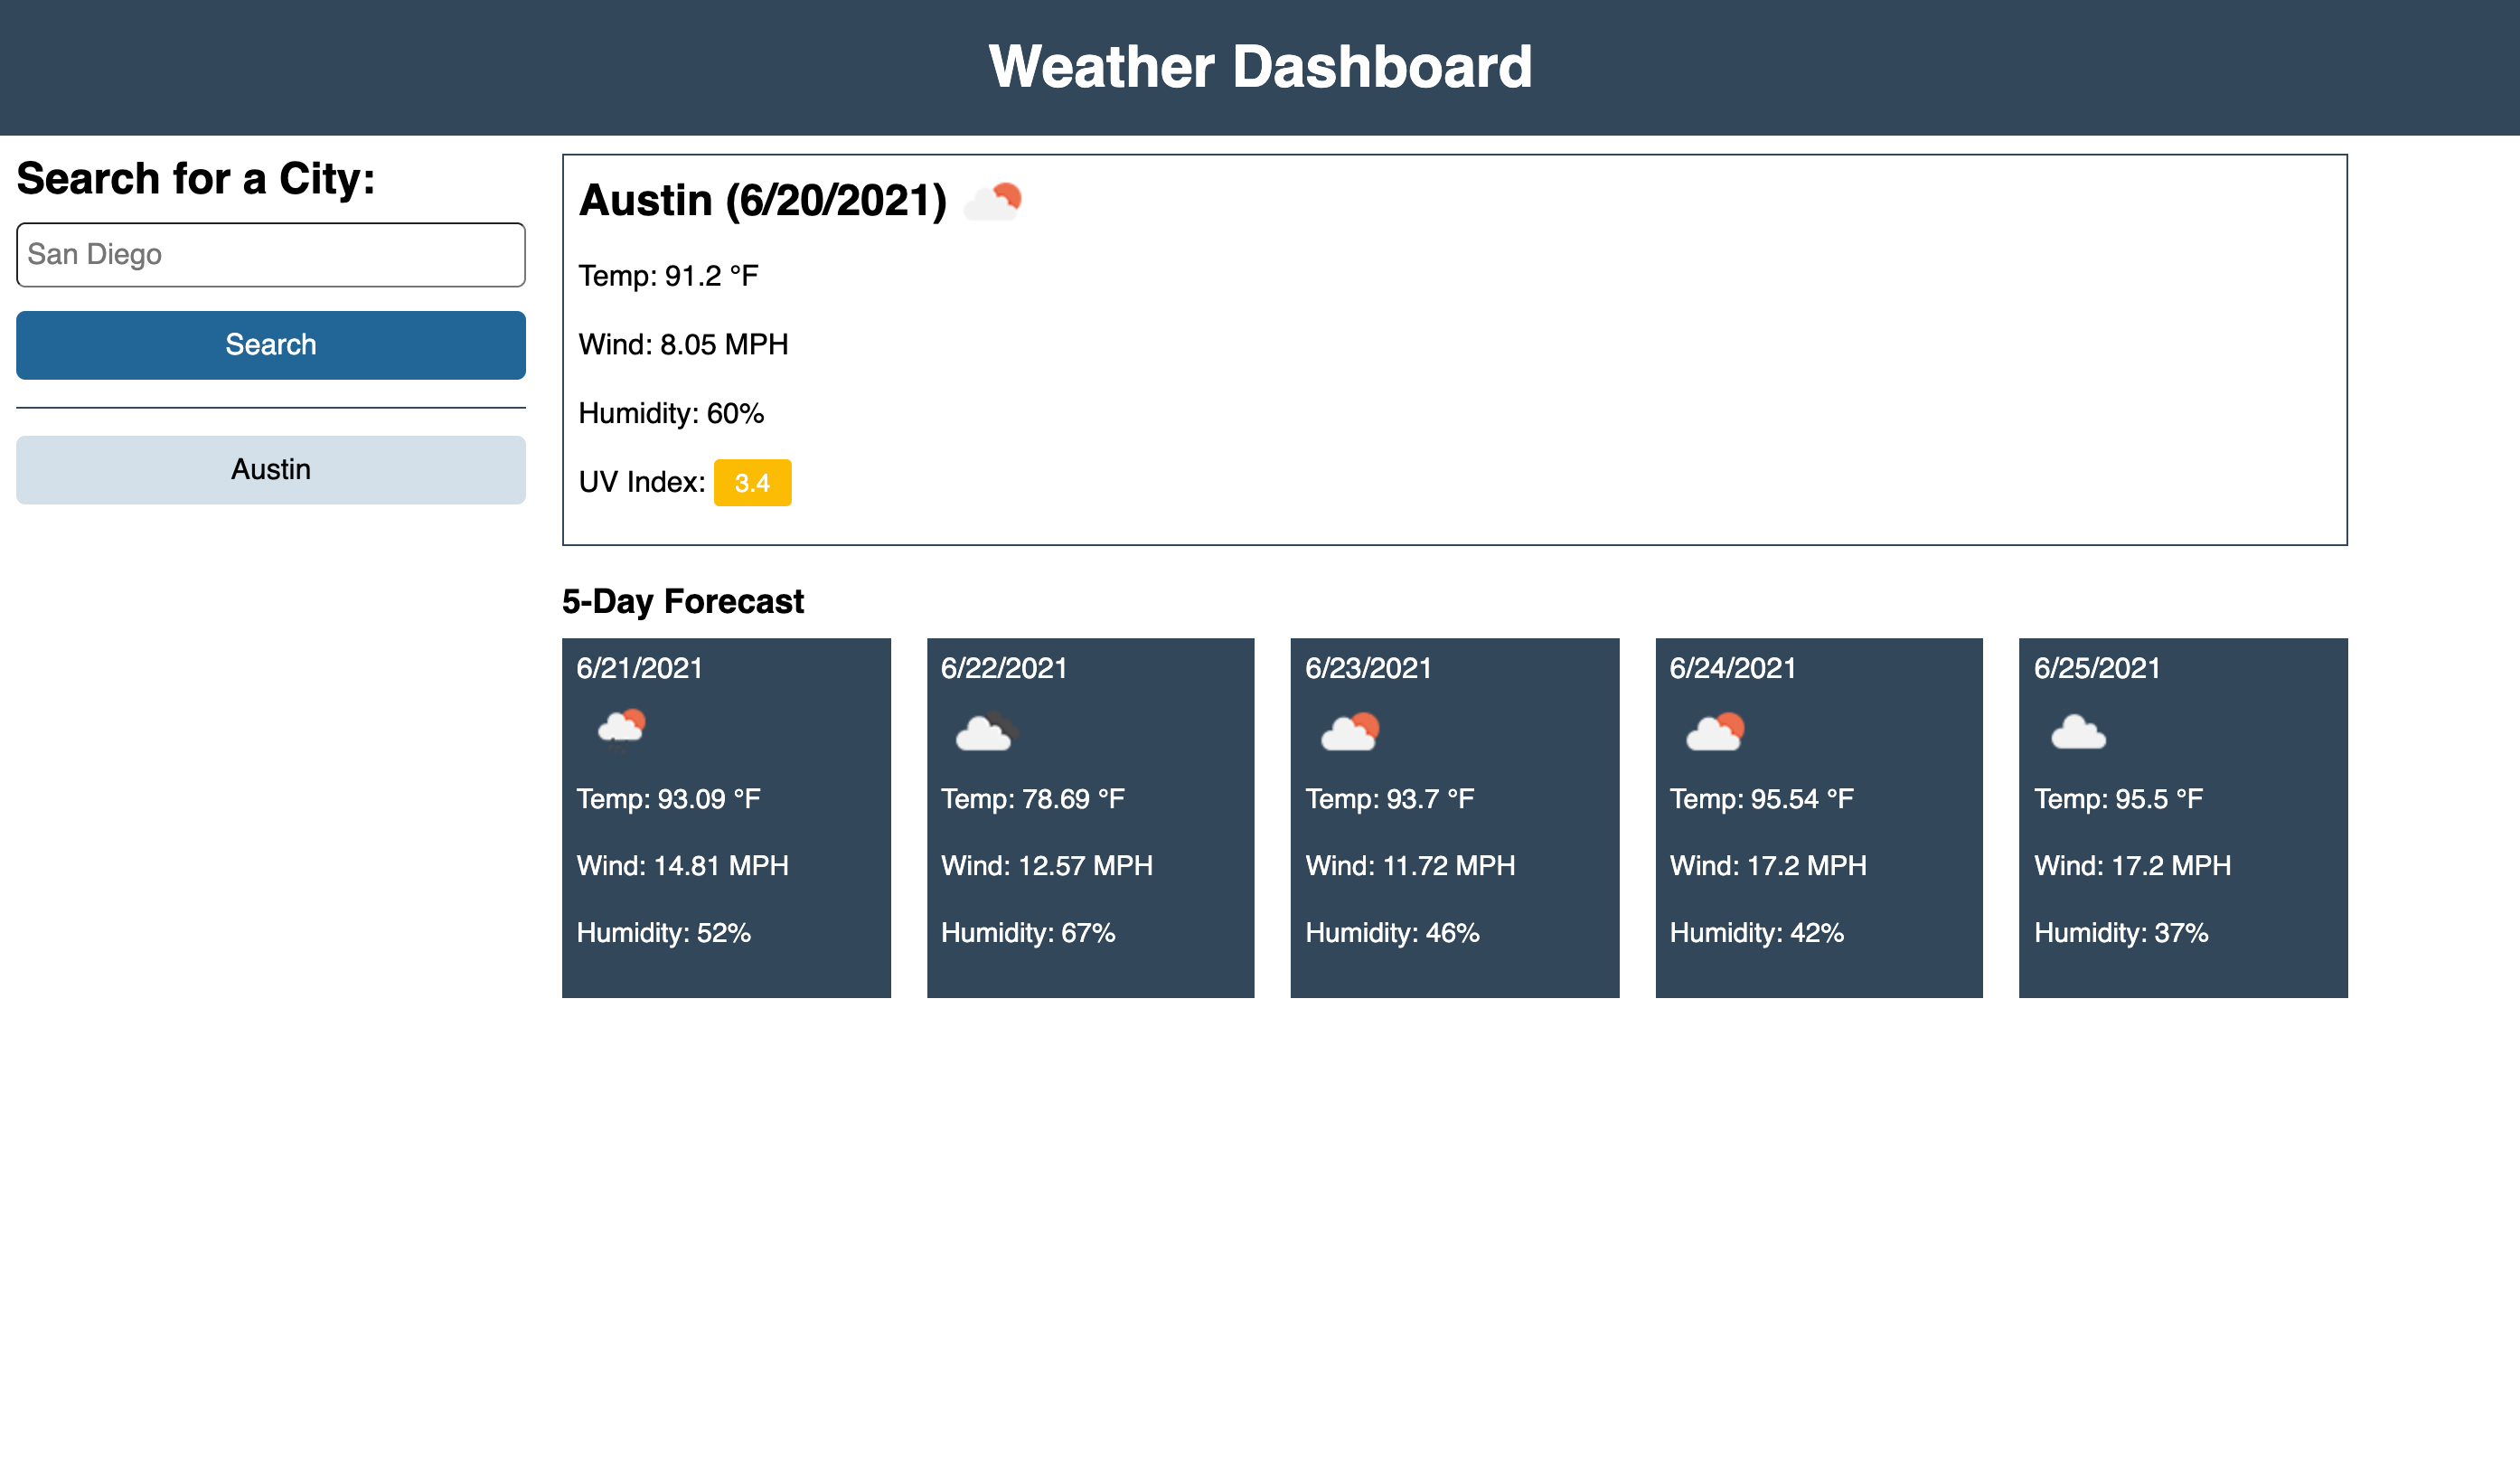 Weather Dashboard
Search for a City:
San Diego
Search
Austin
Austin (6/20/2021)
Temp: 91.2 °F
Wind: 8.05 MPH
Humidity: 60%
UV Index: 3.4
5-Day Forecast
6/21/2021
Temp: 93.09 °F
Wind: 14.81 MPH
Humidity: 52%
6/22/2021
Temp: 78.69 °F
Wind: 12.57 MPH
Humidity: 67%
6/23/2021
Temp: 93.7 °F
Wind: 11.72 MPH
Humidity: 46%
6/24/2021
Temp: 95.54 °F
Wind: 17.2 MPH
Humidity: 42%
6/25/2021
Temp: 95.5 °F
Wind: 17.2 MPH
Humidity: 37%